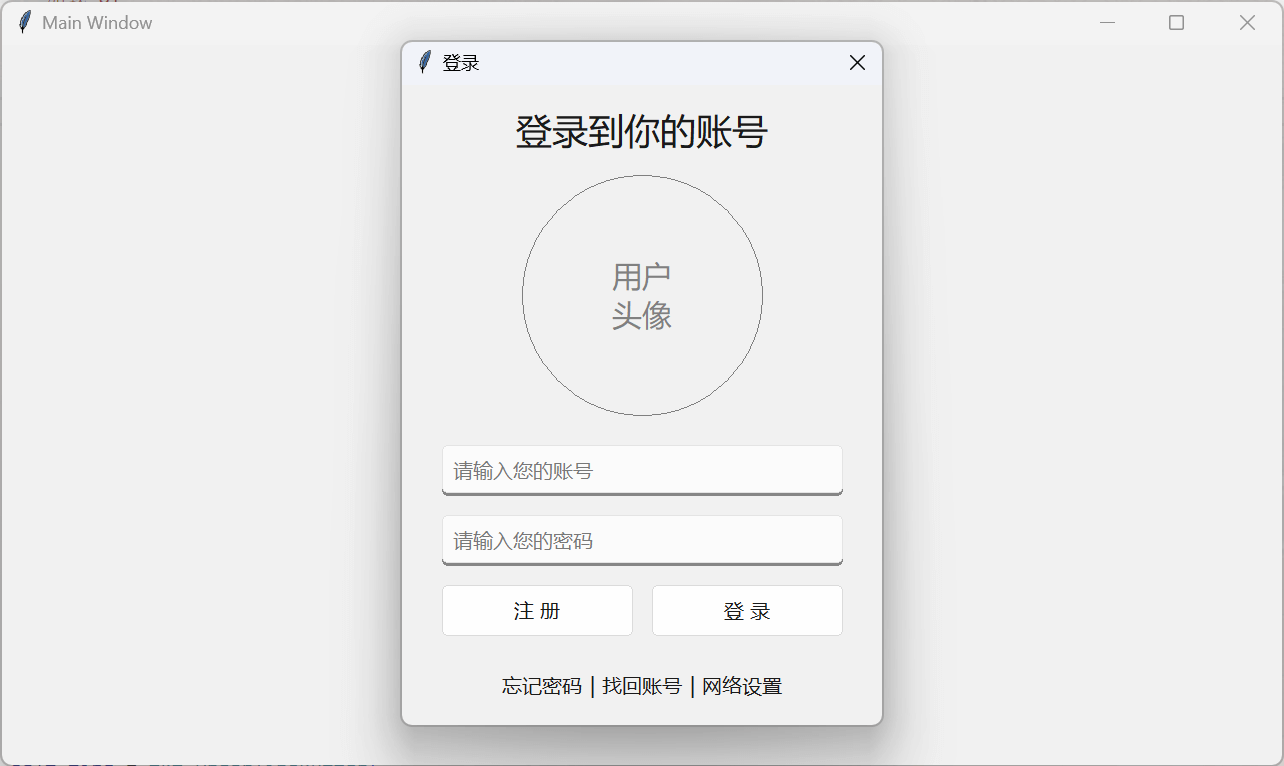 Main Window
登录
登录到你的账号
用户
头像
请输入您的账号
请输入您的密码
注 册
登 录
忘记密码 | 找回账号 | 网络设置